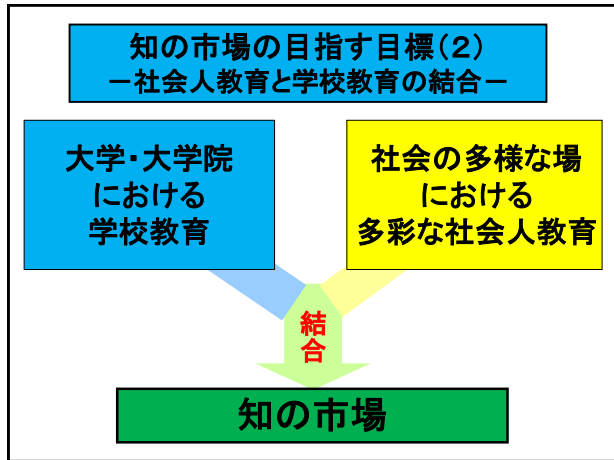 知の市場の目指す目標(2)
－社会人教育と学校教育の結合－
大学・大学院
における
学校教育
社会の多様な場
における
多彩な社会人教育
結
合
知の市場